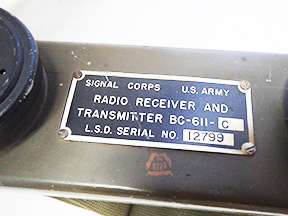 SIGNAL CORPS U.S. ARMY
RADIO RECEIVER AND
TRANSMITTER BC-611-C
L.S.D. SERIAL NO. 12799